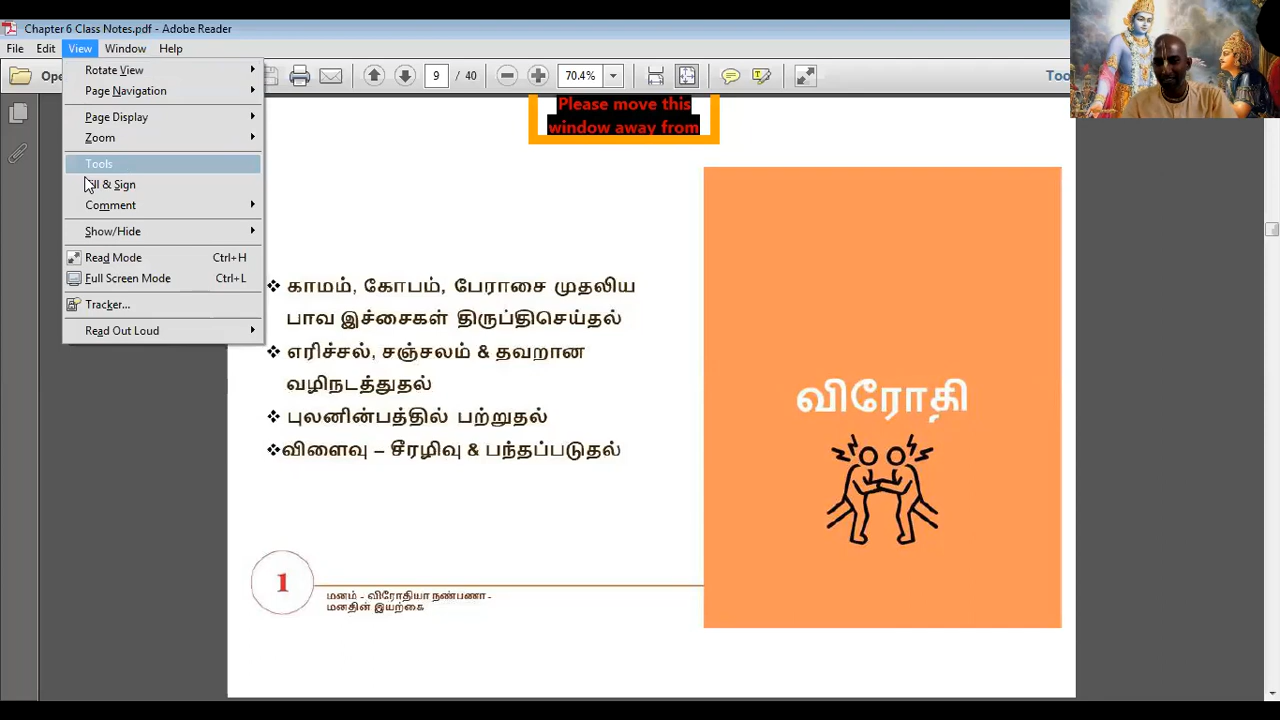 Chapter 6 Class Notes.pdf - Adobe Reader
File Edit View Window Help
9 / 40 70.4%
Rotate View
Page Navigation
Page Display
Zoom
Tools
& Sign
Comment
Show/Hide
Read Mode Ctrl+H
Full Screen Mode Ctrl+L
Tracker...
Read Out Loud
Please move this
window away from
❖ காமம், கோபம், பேராசை முதலிய
பாவ இச்சைகள் திருப்திசெய்தல்
❖ எரிச்சல், சஞ்சலம் & தவறான
வழிநடத்துதல்
❖ புலனின்பத்தில் பற்றுதல்
❖விளைவு – சீரழிவு & பந்தப்படுதல்
விரோதி
1
மனம் - விரோதியா நண்பணா -
மனதின் இயற்கை